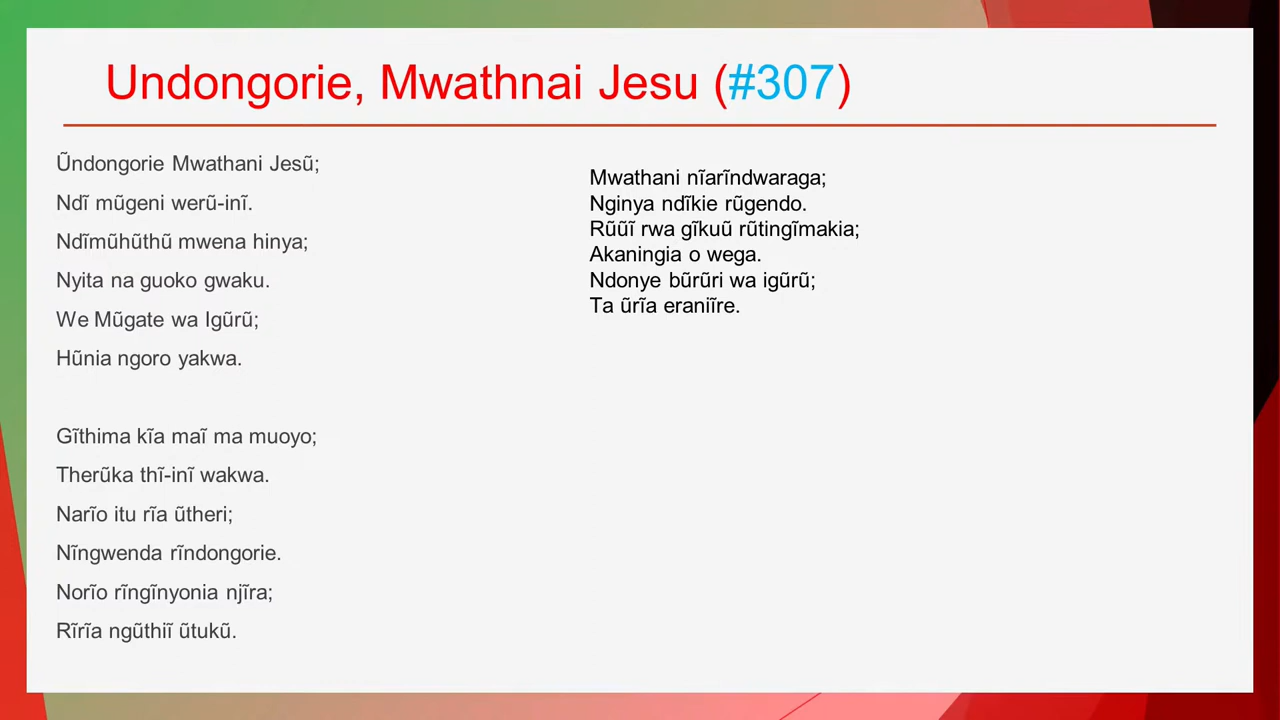 Undongorie, Mwathnai Jesu (#307)
Ũndongorie Mwathani Jesũ;
Ndĩ mũgeni werũ-inĩ.
Ndĩmũhũthũ mwena hinya;
Nyita na guoko gwaku.
We Mũgate wa Igũrũ;
Hũnia ngoro yakwa.
Gĩthima kĩa maĩ ma muoyo;
Therũka thĩ-inĩ wakwa.
Narĩo itu rĩa ũtheri;
Nĩngwenda rĩndongorie.
Norĩo rĩngĩnyonia njĩra;
Rĩrĩa ngũthiĩ ũtukũ.
Mwathani nĩarĩndwaraga;
Nginya ndĩkie rũgendo.
Rũũĩ rwa gĩkuũ rũtingĩmakia;
Akaningia o wega.
Ndonye bũrũri wa igũrũ;
Ta ũrĩa eraniĩre.